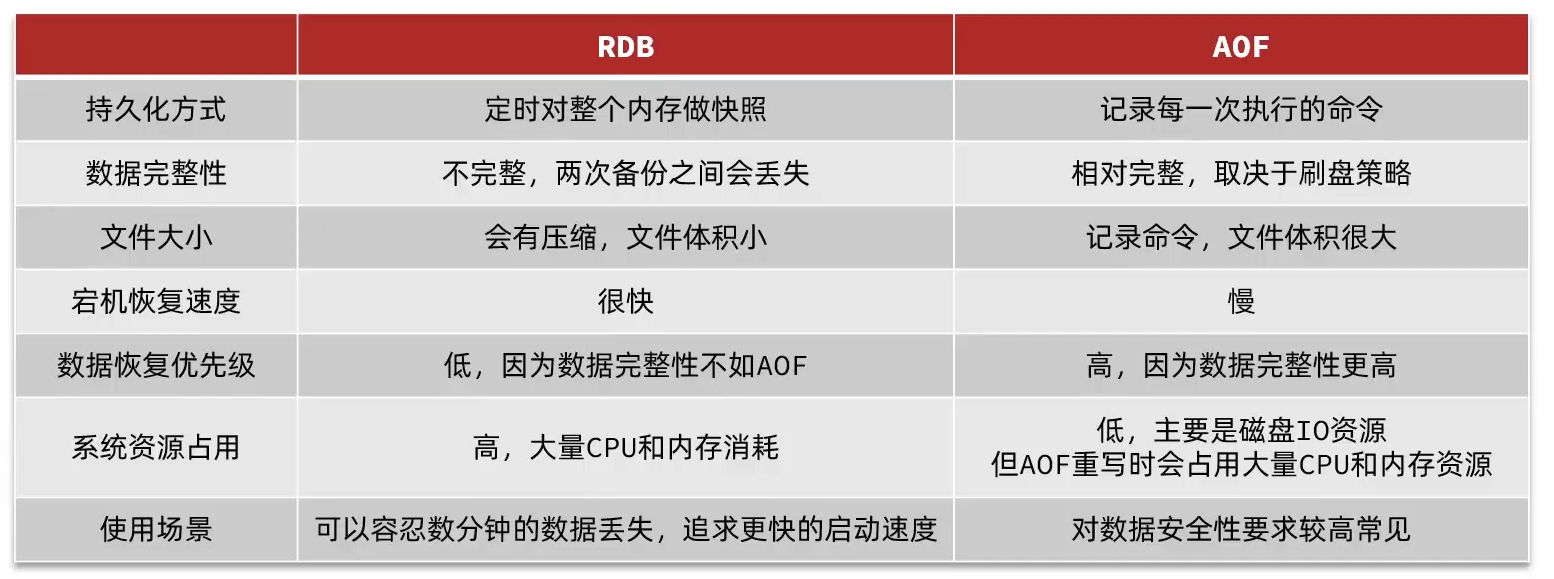 RDB AOF
持久化方式 定时对整个内存做快照 记录每一次执行的命令
数据完整性 不完整，两次备份之间会丢失 相对完整，取决于刷盘策略
文件大小 会有压缩，文件体积小 记录命令，文件体积很大
宕机恢复速度 很快 慢
数据恢复优先级 低，因为数据完整性不如AOF 高，因为数据完整性更高
系统资源占用 高，大量CPU和内存消耗 低，主要是磁盘IO资源
但AOF重写时会占用大量CPU和内存资源
使用场景 可以容忍数分钟的数据丢失，追求更快的启动速度 对数据安全性要求较高常见